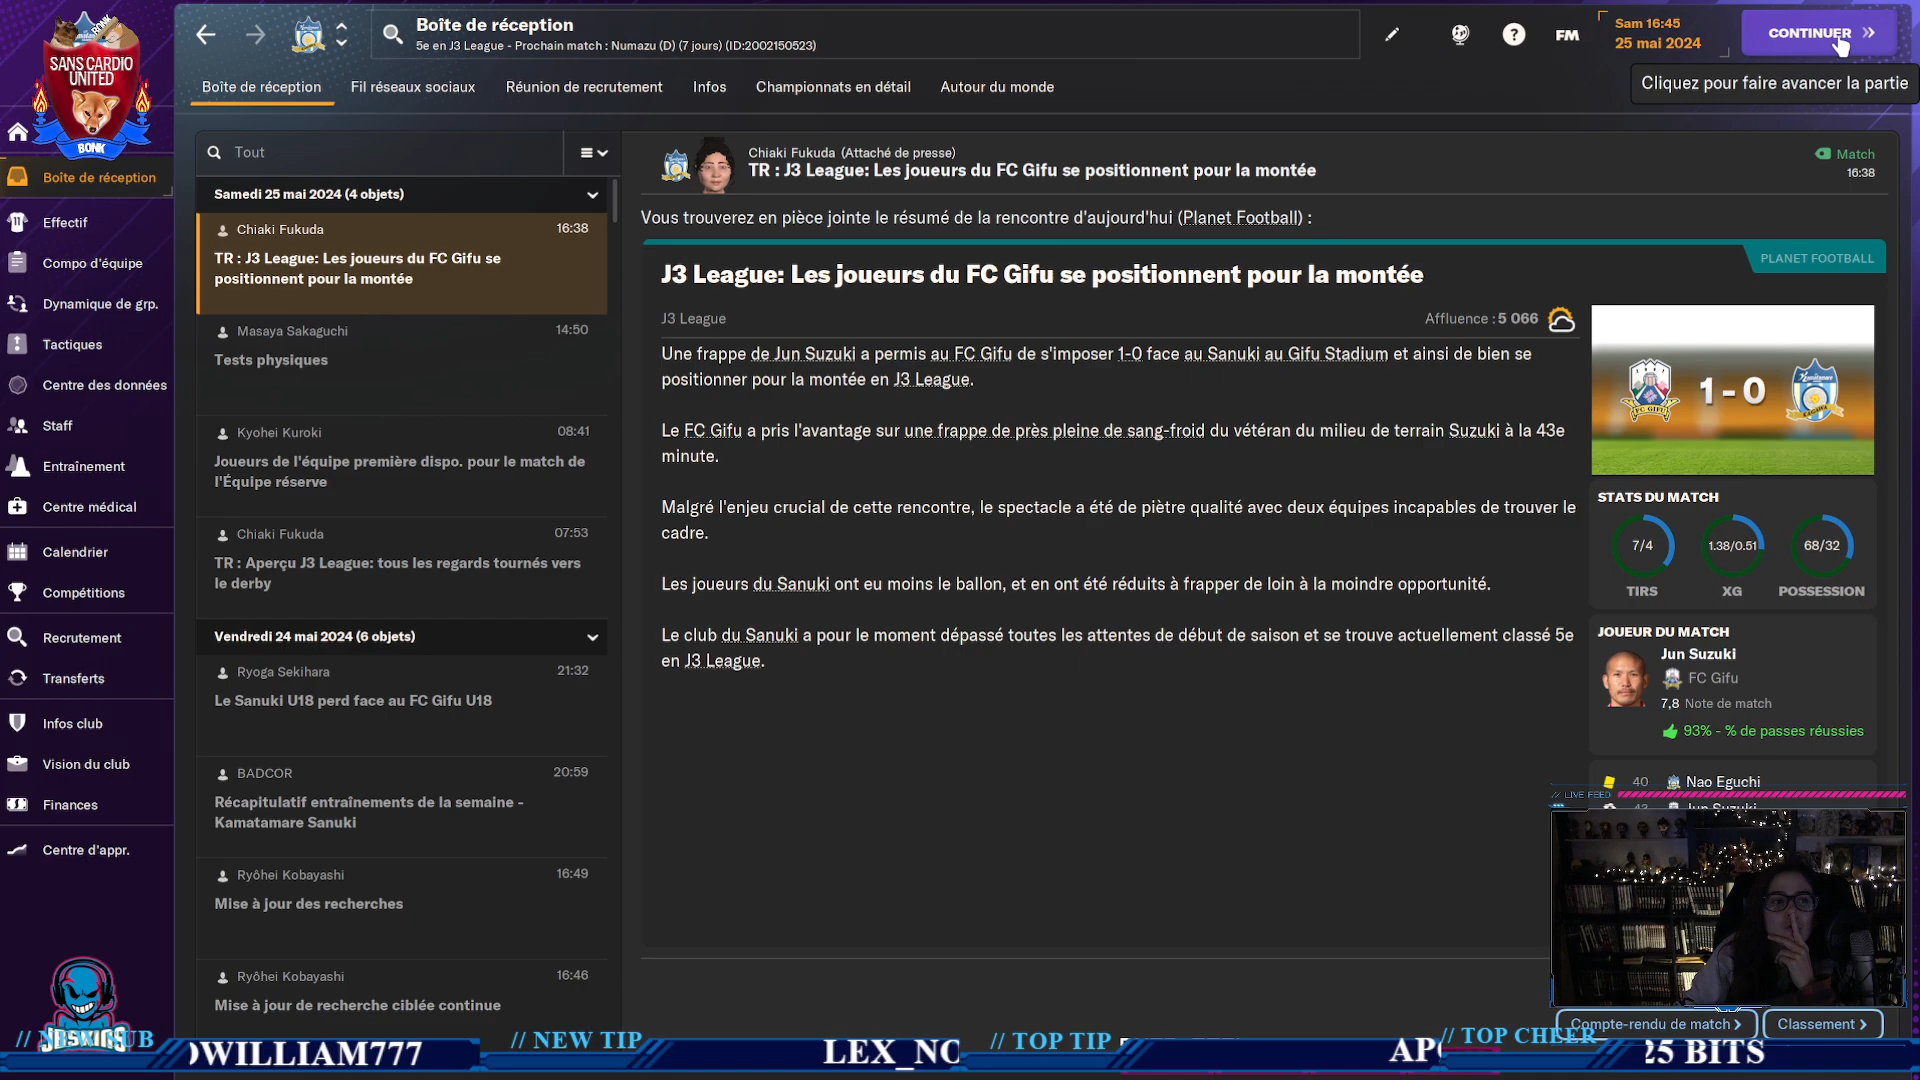 BONK
SANS CARDIO
UNITED
BONK
Boîte de réception
5e en J3 League - Prochain match : Numazu (D) (7 jours) (ID:2002150523)
?
FM
Sam 16:45
25 mai 2024
CONTINUER
Cliquez pour faire avancer la partie
Boîte de réception
Fil réseaux sociaux
Réunion de recrutement
Infos
Championnats en détail
Autour du monde
Boîte de réception
Effectif
Compo d'équipe
Dynamique de grp.
Tactiques
Centre des données
Staff
Entraînement
Centre médical
Calendrier
Compétitions
Recrutement
Transferts
Infos club
Vision du club
Finances
Centre d'appr.
Tout
Samedi 25 mai 2024 (4 objets)
Chiaki Fukuda 16:38
TR : J3 League: Les joueurs du FC Gifu se
positionnent pour la montée
Masaya Sakaguchi 14:50
Tests physiques
Kyohei Kuroki 08:41
Joueurs de l'équipe première dispo. pour le match de
l'Équipe réserve
Chiaki Fukuda 07:53
TR : Aperçu J3 League: tous les regards tournés vers
le derby
Vendredi 24 mai 2024 (6 objets)
Ryoga Sekihara 21:32
Le Sanuki U18 perd face au FC Gifu U18
BADCOR 20:59
Récapitulatif entraînements de la semaine -
Kamatamare Sanuki
Ryôhei Kobayashi 16:49
Mise à jour des recherches
Ryôhei Kobayashi 16:46
Mise à jour de recherche ciblée continue
Chiaki Fukuda (Attaché de presse)
TR : J3 League: Les joueurs du FC Gifu se positionnent pour la montée
Match
16:38
Vous trouverez en pièce jointe le résumé de la rencontre d'aujourd'hui (Planet Football) :
PLANET FOOTBALL
J3 League: Les joueurs du FC Gifu se positionnent pour la montée
J3 League
Affluence : 5 066
Une frappe de Jun Suzuki a permis au FC Gifu de s'imposer 1-0 face au Sanuki au Gifu Stadium et ainsi de bien se
positionner pour la montée en J3 League.
Le FC Gifu a pris l'avantage sur une frappe de près pleine de sang-froid du vétéran du milieu de terrain Suzuki à la 43e
minute.
Malgré l'enjeu crucial de cette rencontre, le spectacle a été de piètre qualité avec deux équipes incapables de trouver le
cadre.
Les joueurs du Sanuki ont eu moins le ballon, et en ont été réduits à frapper de loin à la moindre opportunité.
Le club du Sanuki a pour le moment dépassé toutes les attentes de début de saison et se trouve actuellement classé 5e
en J3 League.
FC GIFU
1 - 0
STATS DU MATCH
7/4
1.38/0.51
68/32
TIRS
XG
POSSESSION
JOUEUR DU MATCH
Jun Suzuki
FC Gifu
7,8 Note de match
93% - % de passes réussies
40 Nao Eguchi
// LIVE FEED
Jun Suzuki
Compte-rendu de match
Classement
// NEW SUB
// NEW TIP
// TOP TIP
// TOP CHEER
WILLIAM777
LEX_NC
AP
25 BITS